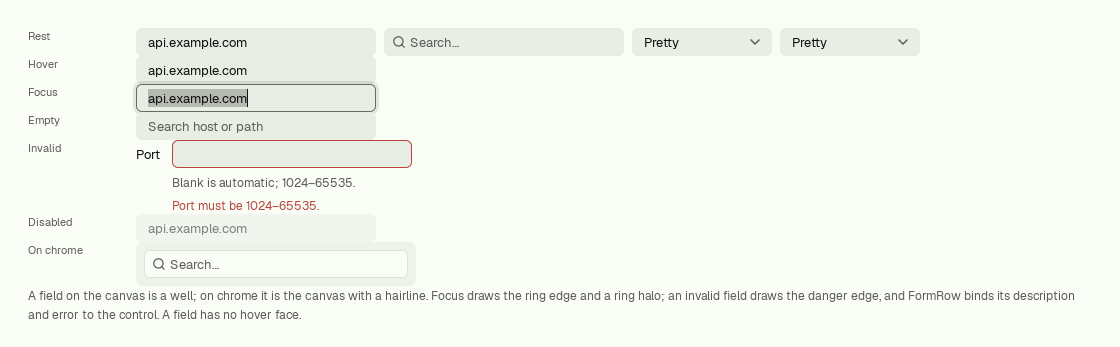 Rest api.example.com Search... Pretty Pretty
Hover api.example.com
Focus api.example.com
Empty Search host or path
Invalid Port
Blank is automatic; 1024–65535.
Port must be 1024–65535.
Disabled api.example.com
On chrome Search...
A field on the canvas is a well; on chrome it is the canvas with a hairline. Focus draws the ring edge and a ring halo; an invalid field draws the danger edge, and FormRow binds its description
and error to the control. A field has no hover face.